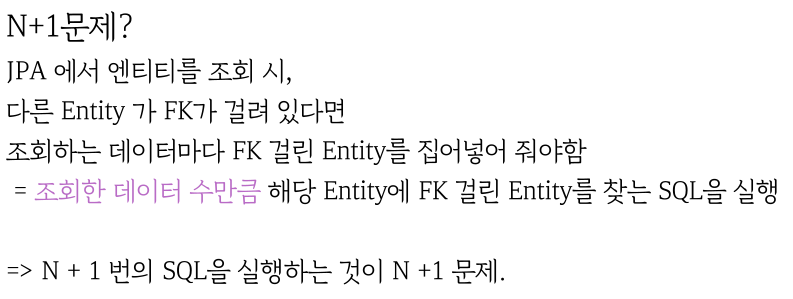 N+1문제?
JPA 에서 엔티티를 조회 시,
다른 Entity 가 FK가 걸려 있다면
조회하는 데이터마다 FK 걸린 Entity를 집어넣어 줘야함
= 조회한 데이터 수만큼 해당 Entity에 FK 걸린 Entity를 찾는 SQL을 실행
=> N + 1 번의 SQL을 실행하는 것이 N +1 문제.